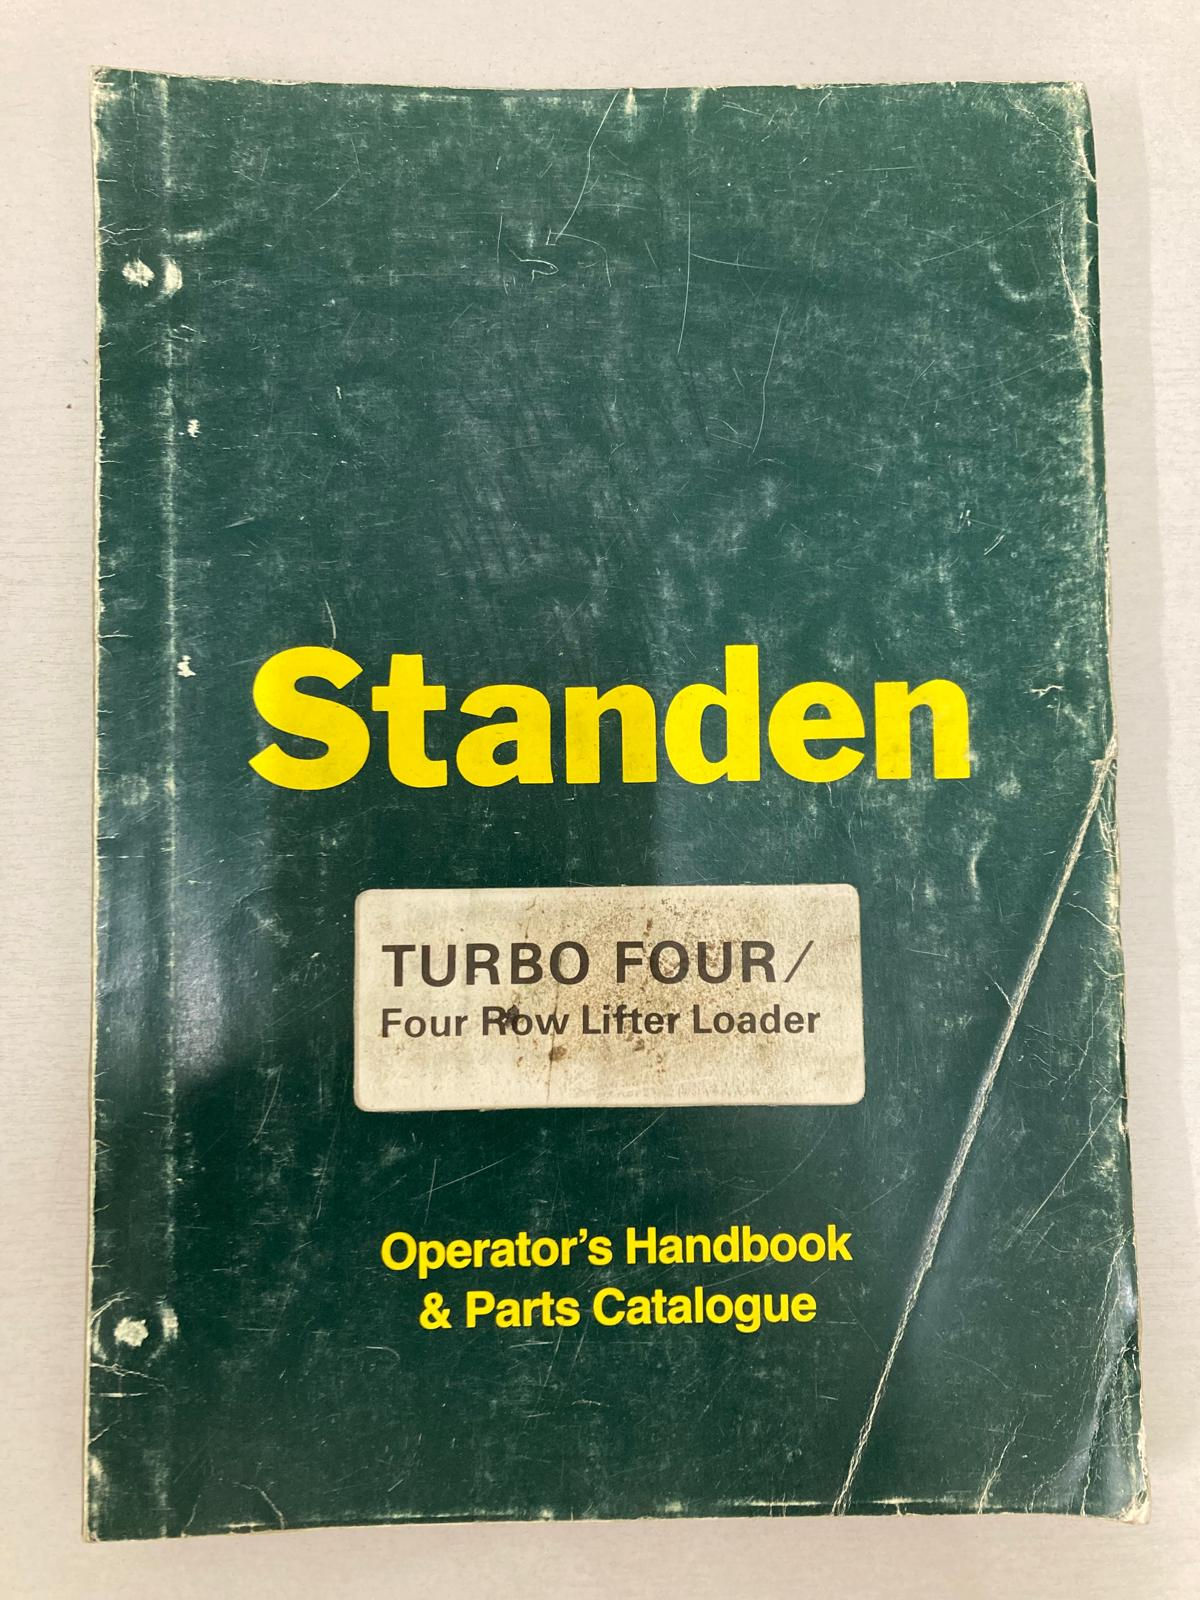 Standen
TURBO FOUR/
Four Row Lifter Loader
Operator's Handbook
& Parts Catalogue